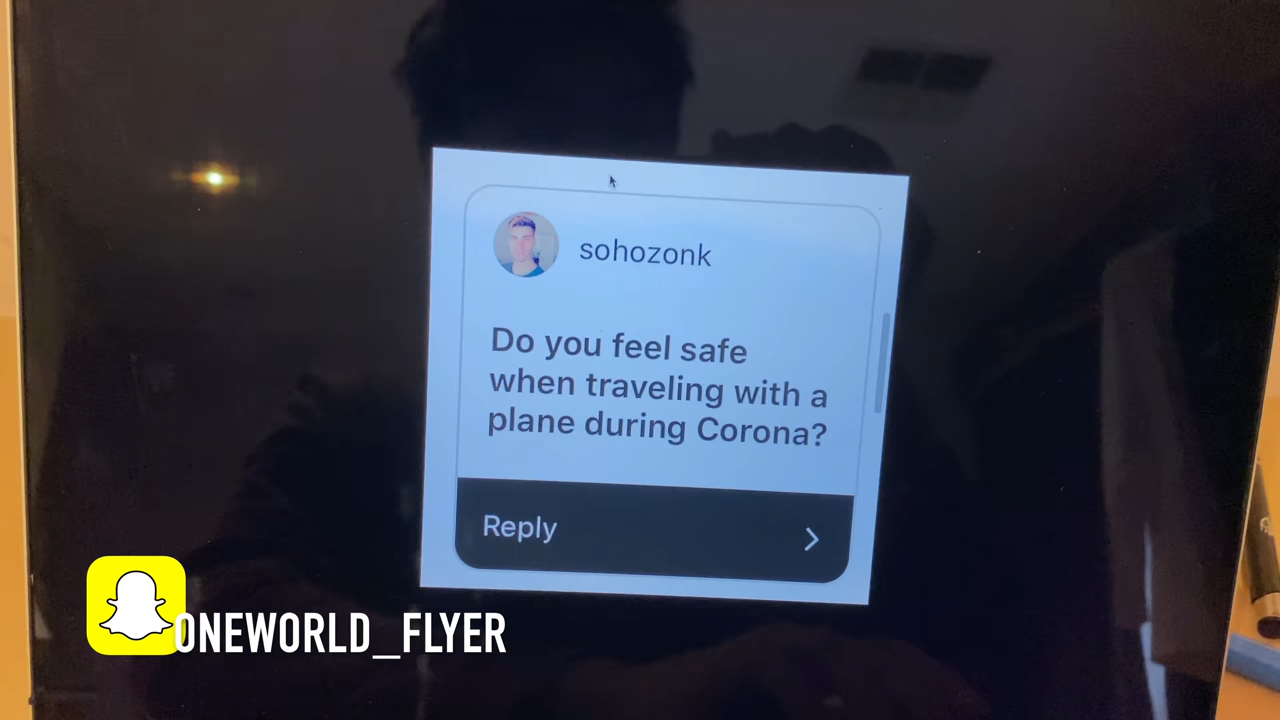 sohozonk
Do you feel safe
when traveling with a
plane during Corona?
Reply
ONEWORLD_FLYER